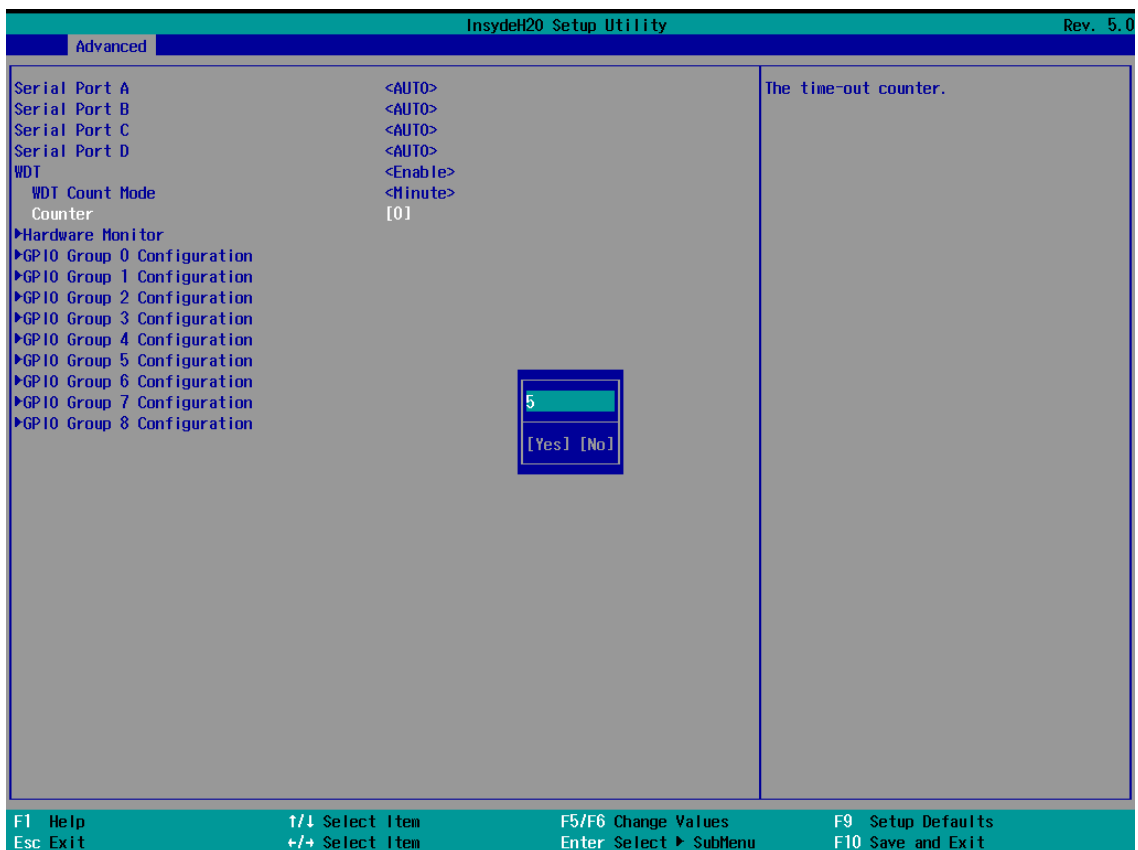 InsydeH20 Setup Utility Rev. 5.0
Advanced
Serial Port A <AUTO>
Serial Port B <AUTO>
Serial Port C <AUTO>
Serial Port D <AUTO>
WDT <Enable>
WDT Count Mode <Minute>
Counter [0]
▶Hardware Monitor
▶GPIO Group 0 Configuration
▶GPIO Group 1 Configuration
▶GPIO Group 2 Configuration
▶GPIO Group 3 Configuration
▶GPIO Group 4 Configuration
▶GPIO Group 5 Configuration
▶GPIO Group 6 Configuration
▶GPIO Group 7 Configuration
▶GPIO Group 8 Configuration
The time-out counter.
5
[Yes] [No]
F1 Help ↑/↓ Select Item F5/F6 Change Values F9 Setup Defaults
Esc Exit ←/→ Select Item Enter Select ▶ SubMenu F10 Save and Exit